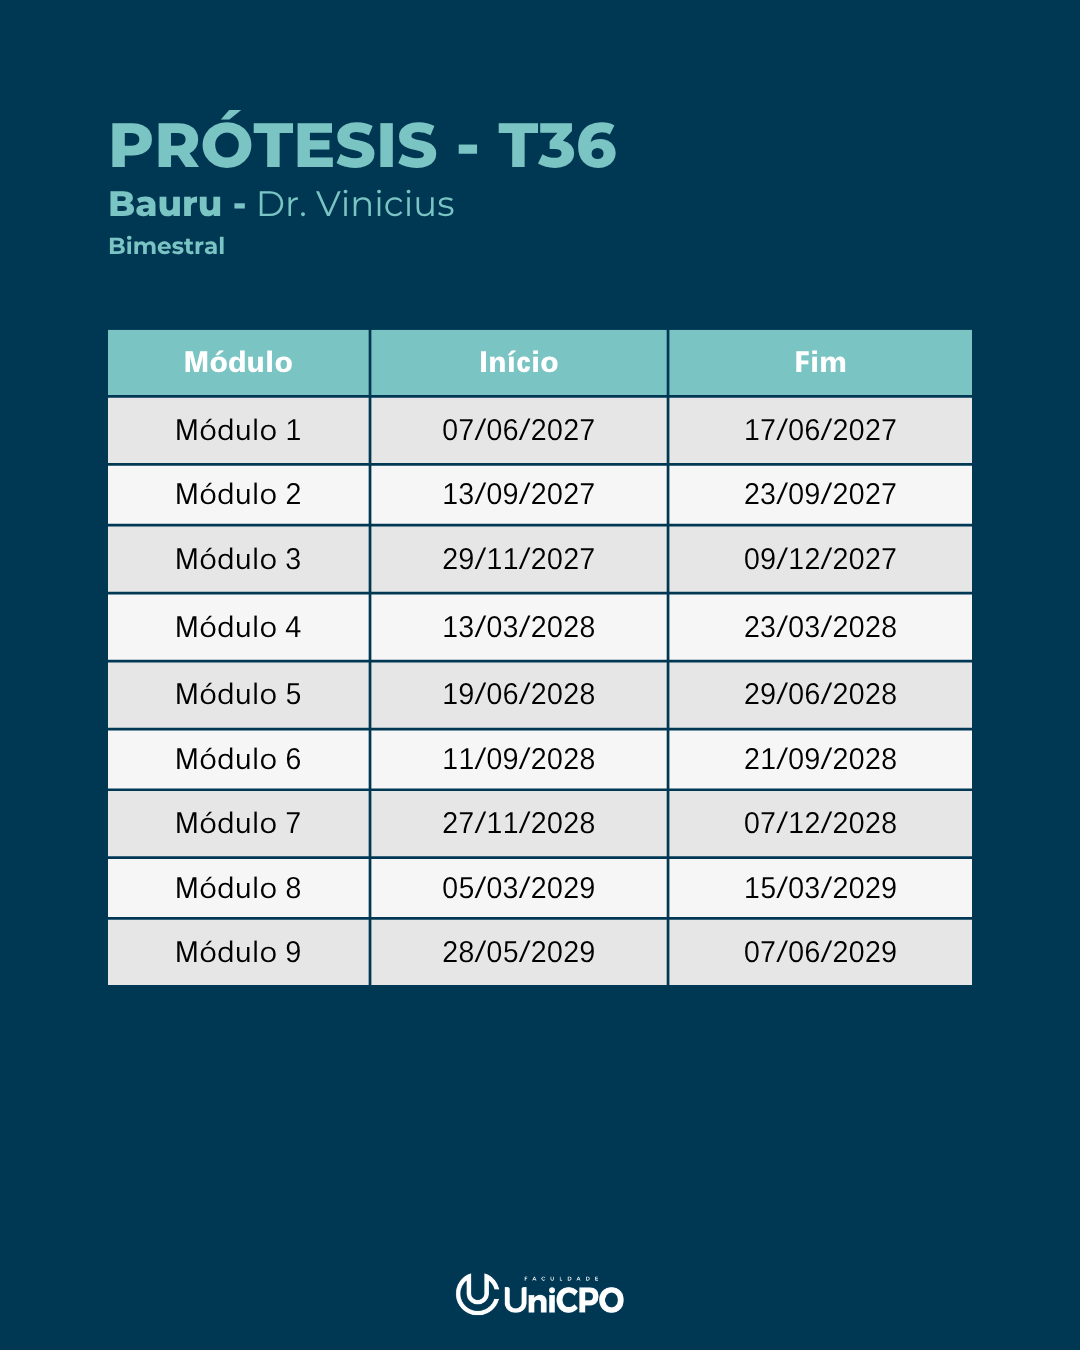 PRÓTESIS - T36
Bauru - Dr. Vinicius
Bimestral
Módulo Início Fim
Módulo 1 07/06/2027 17/06/2027
Módulo 2 13/09/2027 23/09/2027
Módulo 3 29/11/2027 09/12/2027
Módulo 4 13/03/2028 23/03/2028
Módulo 5 19/06/2028 29/06/2028
Módulo 6 11/09/2028 21/09/2028
Módulo 7 27/11/2028 07/12/2028
Módulo 8 05/03/2029 15/03/2029
Módulo 9 28/05/2029 07/06/2029
FACULDADE
UniCPO